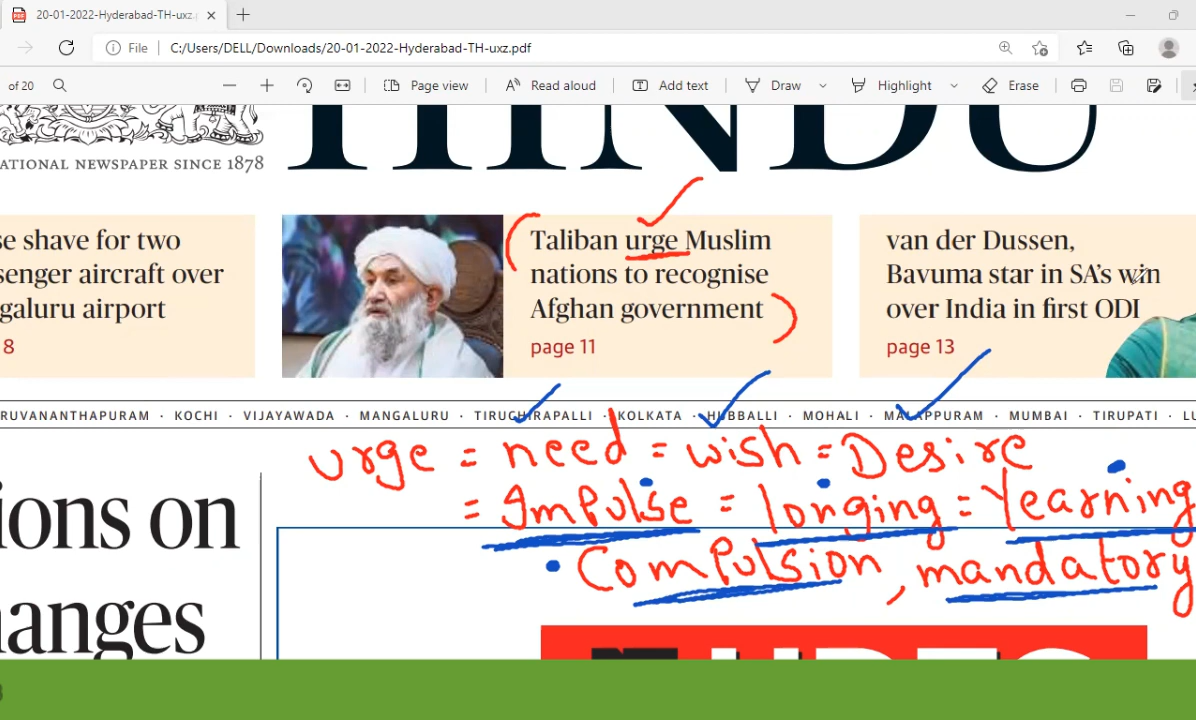 20-01-2022-Hyderabad-TH-uxz.
File C:/Users/DELL/Downloads/20-01-2022-Hyderabad-TH-uxz.pdf
of 20 Page view Read aloud Add text Draw Highlight Erase
HINDU
ATIONAL NEWSPAPER SINCE 1878
se shave for two
senger aircraft over
galuru airport
8
Taliban urge Muslim
nations to recognise
Afghan government
page 11
van der Dussen,
Bavuma star in SA's win
over India in first ODI
page 13
RUVANANTHAPURAM · KOCHI · VIJAYAWADA · MANGALURU · TIRUCHIRAPALLI · KOLKATA · HUBBALLI · MOHALI · MALAPPURAM · MUMBAI · TIRUPATI · LU
urge = need = wish = Desire
= Impulse = longing = Yearning
Compulsion, mandatory
ions on
hanges